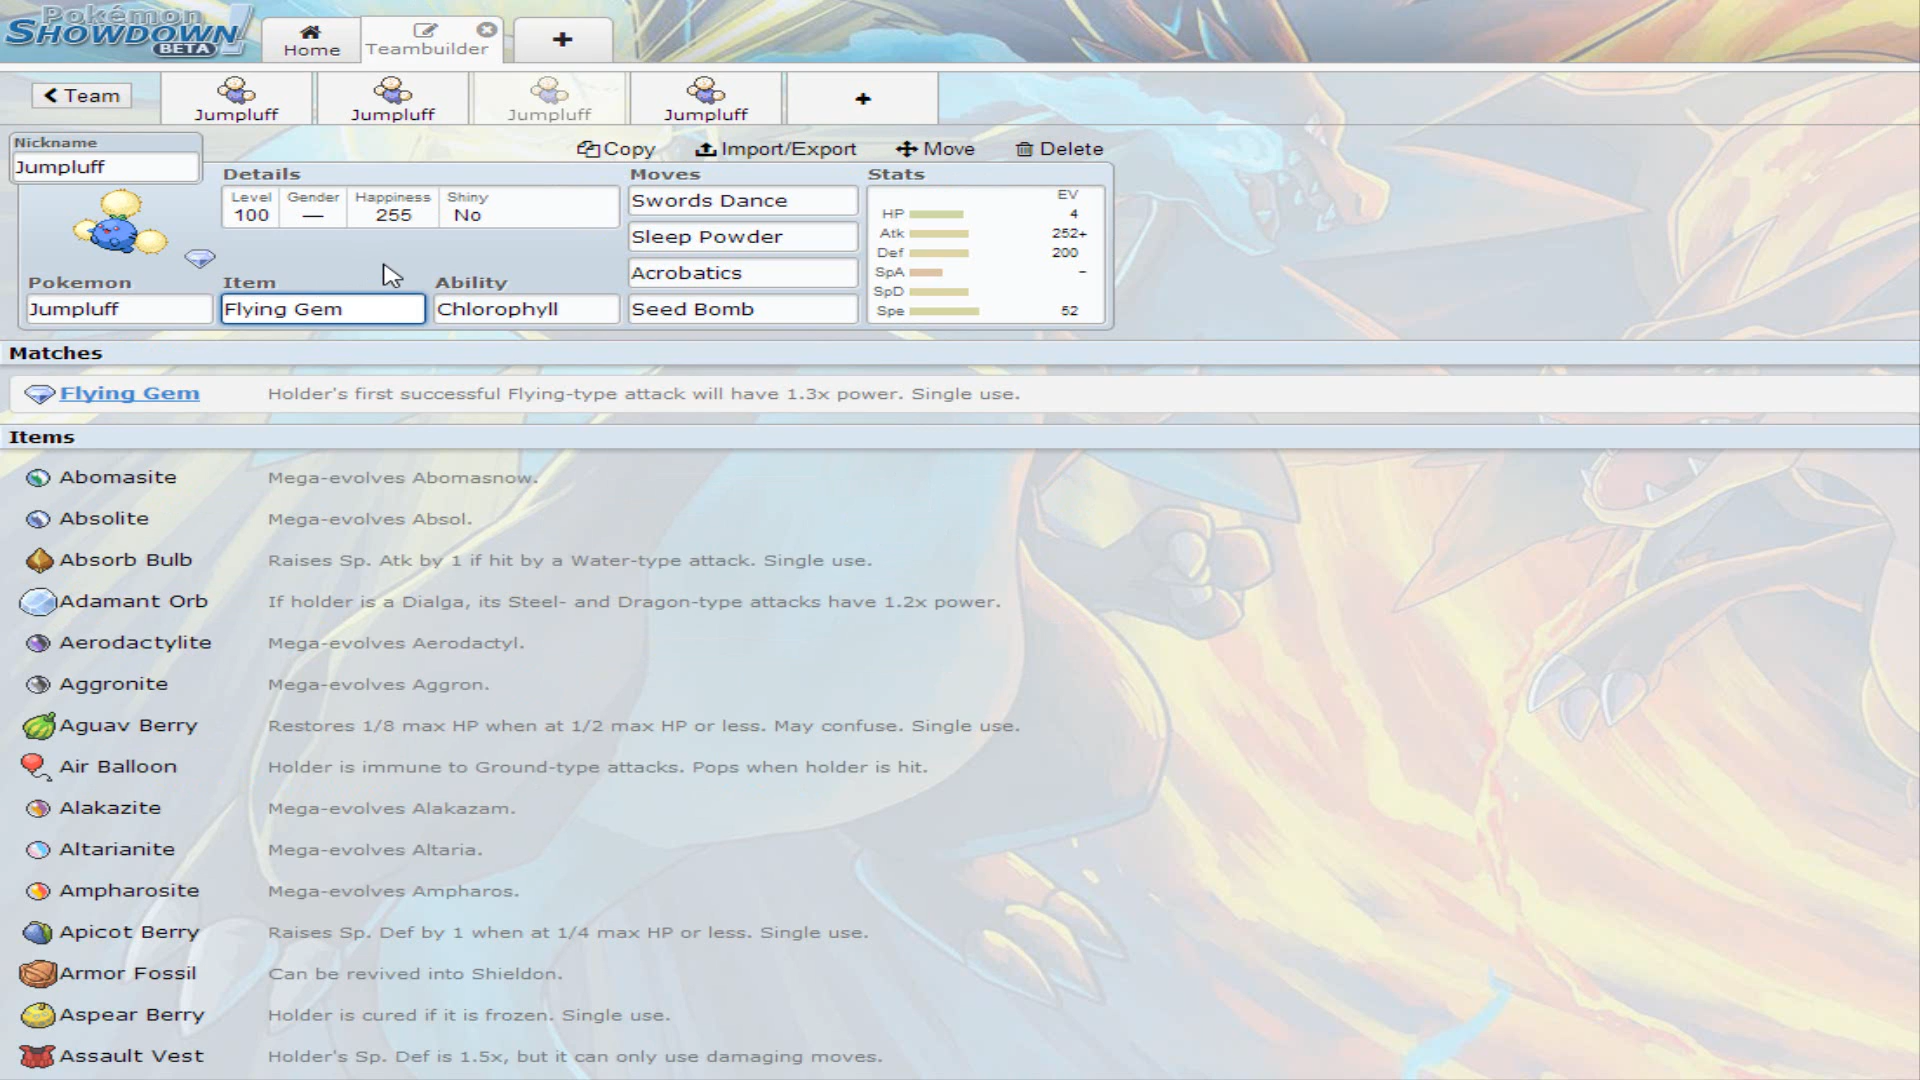 Pokémon
SHOWDOWN!
BETA
Home
Teambuilder
Team
Jumpluff
Jumpluff
Jumpluff
Jumpluff
Nickname
Jumpluff
Copy
Import/Export
Move
Delete
Details
Level
100
Gender
—
Happiness
255
Shiny
No
Pokemon
Jumpluff
Item
Flying Gem
Ability
Chlorophyll
Moves
Swords Dance
Sleep Powder
Acrobatics
Seed Bomb
Stats
EV
HP 4
Atk 252+
Def 200
SpA −
SpD
Spe 52
Matches
Flying Gem Holder's first successful Flying-type attack will have 1.3x power. Single use.
Items
Abomasite Mega-evolves Abomasnow.
Absolite Mega-evolves Absol.
Absorb Bulb Raises Sp. Atk by 1 if hit by a Water-type attack. Single use.
Adamant Orb If holder is a Dialga, its Steel- and Dragon-type attacks have 1.2x power.
Aerodactylite Mega-evolves Aerodactyl.
Aggronite Mega-evolves Aggron.
Aguav Berry Restores 1/8 max HP when at 1/2 max HP or less. May confuse. Single use.
Air Balloon Holder is immune to Ground-type attacks. Pops when holder is hit.
Alakazite Mega-evolves Alakazam.
Altarianite Mega-evolves Altaria.
Ampharosite Mega-evolves Ampharos.
Apicot Berry Raises Sp. Def by 1 when at 1/4 max HP or less. Single use.
Armor Fossil Can be revived into Shieldon.
Aspear Berry Holder is cured if it is frozen. Single use.
Assault Vest Holder's Sp. Def is 1.5x, but it can only use damaging moves.